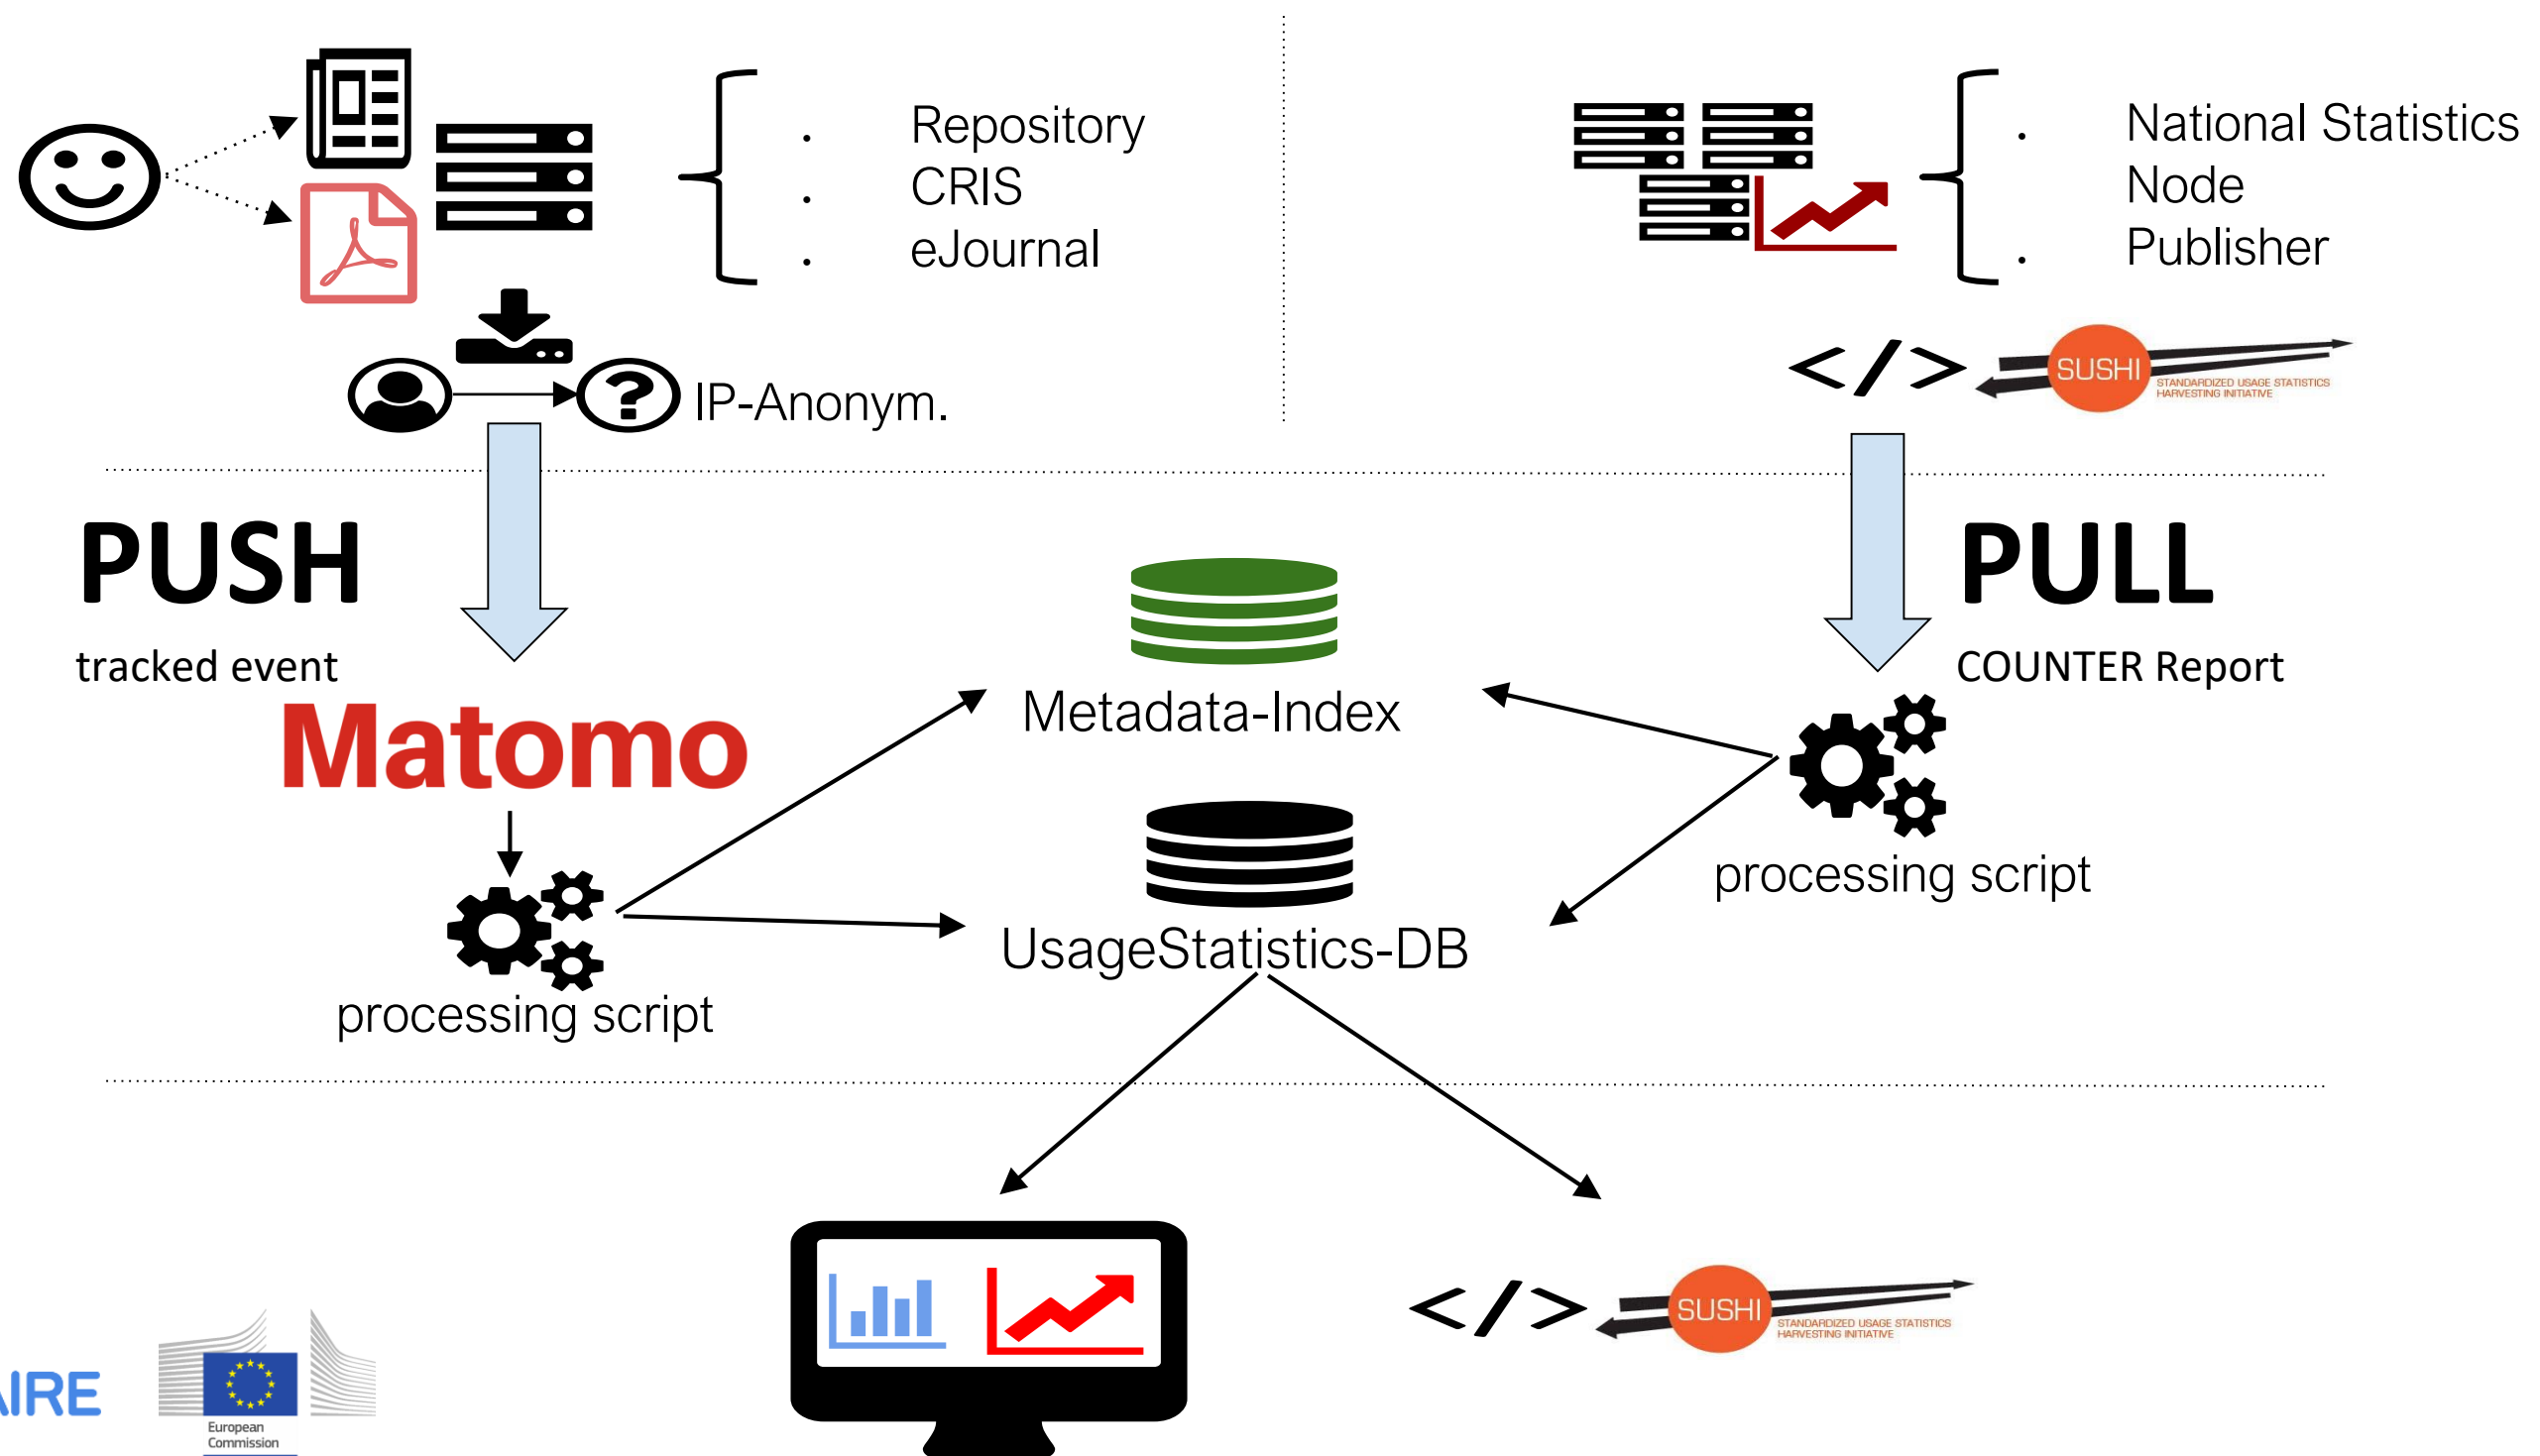 . Repository
. CRIS
. eJournal
. National Statistics
Node
. Publisher
IP-Anonym.
</>
SUSHI
STANDARDIZED USAGE STATISTICS
HARVESTING INITIATIVE
PUSH
tracked event
Matomo
processing script
Metadata-Index
UsageStatistics-DB
PULL
COUNTER Report
processing script
</>
SUSHI
STANDARDIZED USAGE STATISTICS
HARVESTING INITIATIVE
AIRE
European
Commission